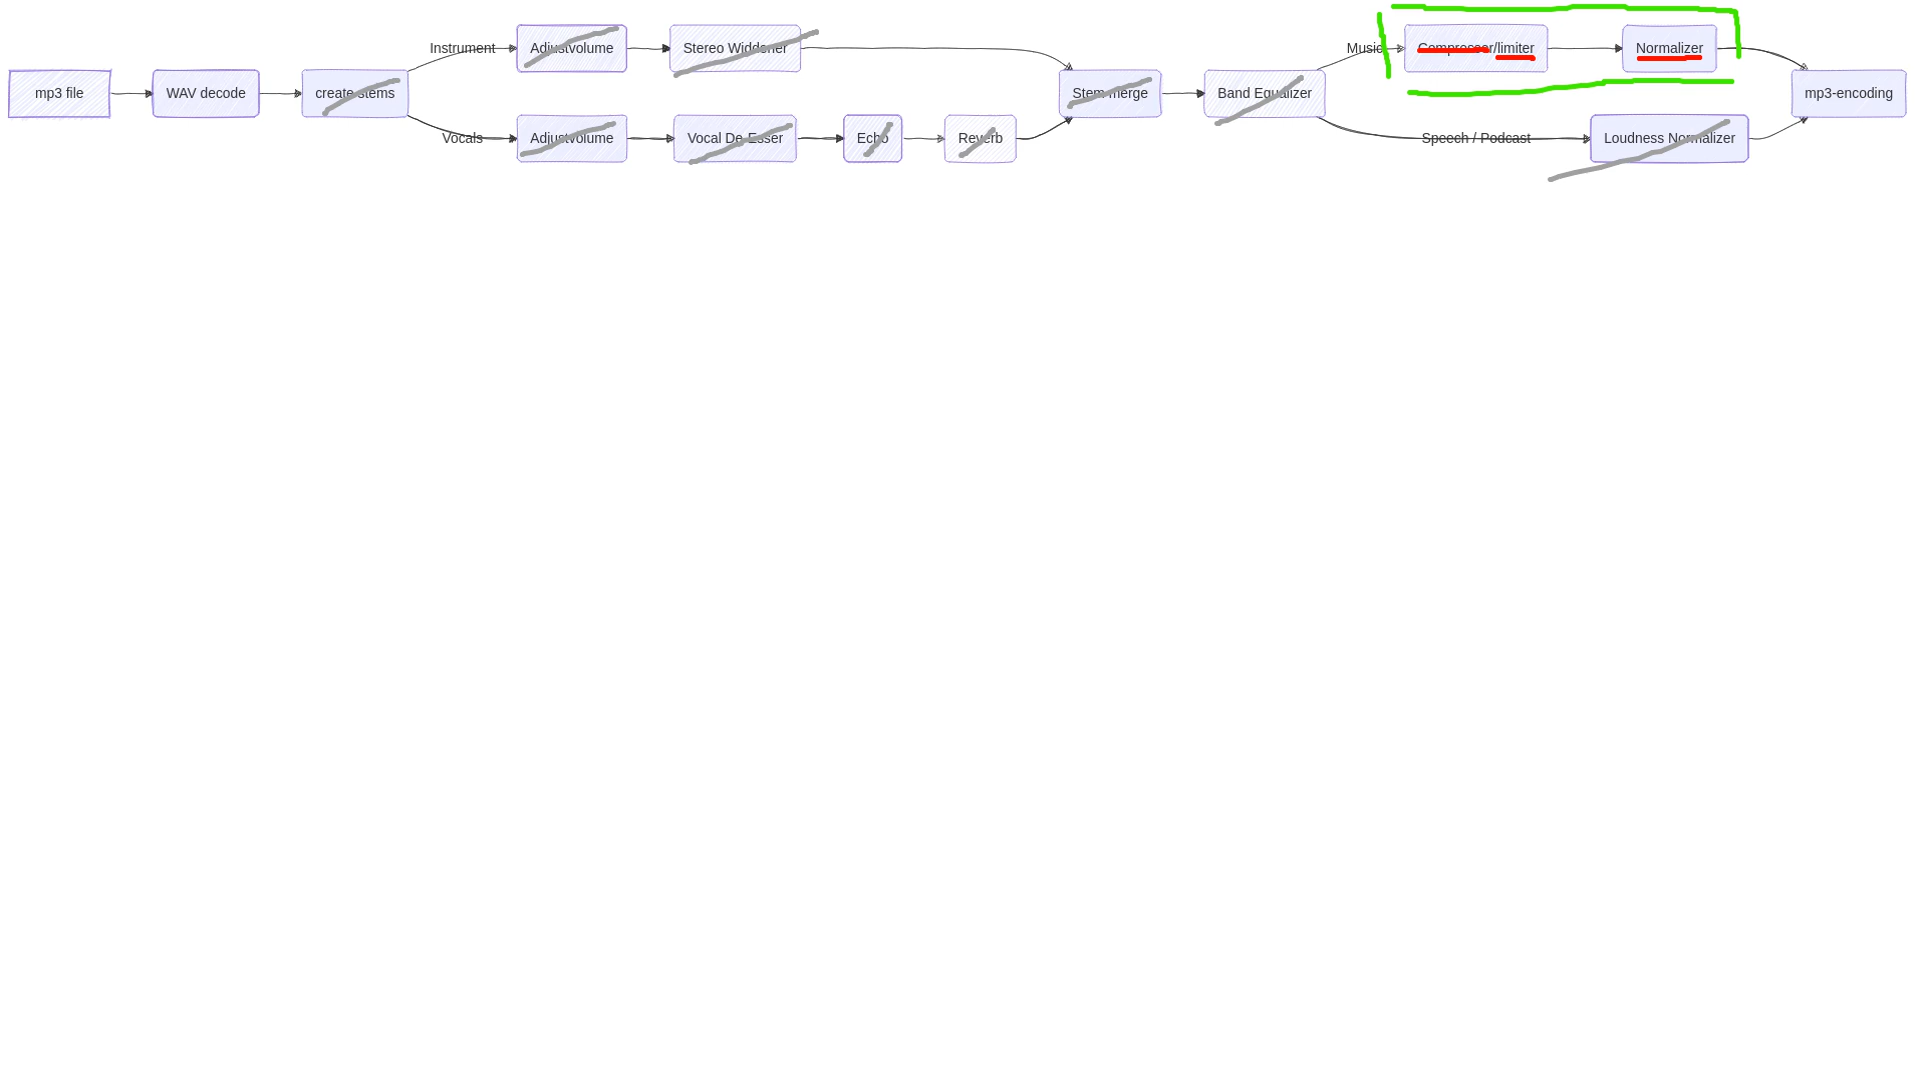 mp3 file
WAV decode
create stems
Instrument
Adjustvolume
Stereo Widdener
Vocals
Adjustvolume
Vocal De-Esser
Echo
Reverb
Stem merge
Band Equalizer
Music
Compressor/limiter
Normalizer
Speech / Podcast
Loudness Normalizer
mp3-encoding